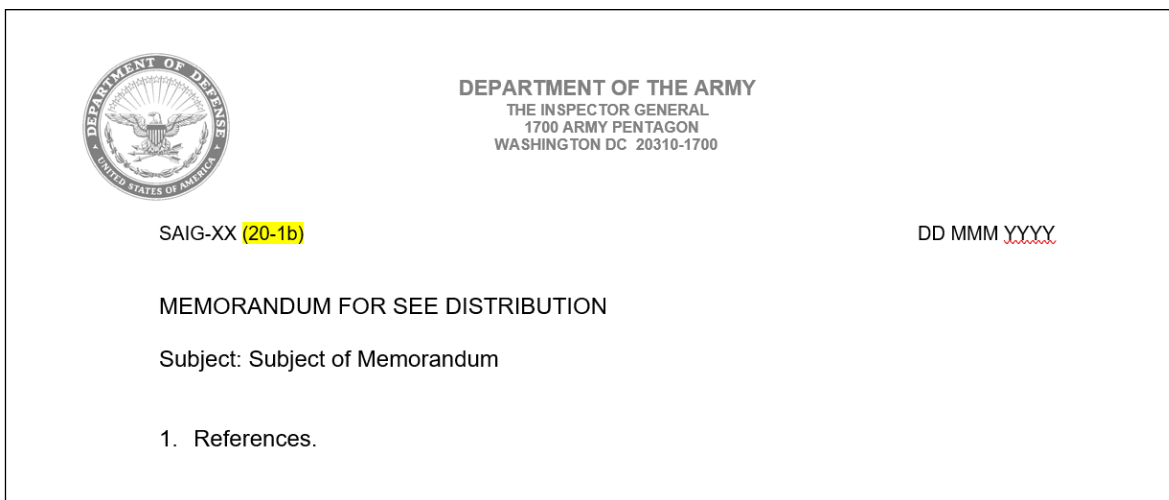 DEPARTMENT OF DEFENSE
UNITED STATES OF AMERICA
DEPARTMENT OF THE ARMY
THE INSPECTOR GENERAL
1700 ARMY PENTAGON
WASHINGTON DC 20310-1700
SAIG-XX (20-1b) DD MMM YYYY
MEMORANDUM FOR SEE DISTRIBUTION
Subject: Subject of Memorandum
1. References.